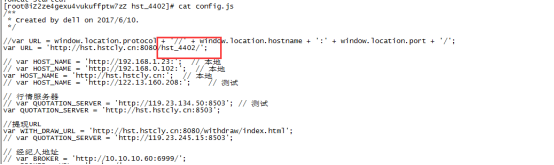 [root@iZ2ze4gexu4vukuffptw7zz hst_4402]# cat config.js
/**
 * Created by dell on 2017/6/10.
 */
//var URL = window.location.protocol + '//' + window.location.hostname + ':' + window.location.port + '/';
var URL = 'http://hst.hstcly.cn:8080/hst_4402/';
// var HOST_NAME = 'http://192.168.1.23:'; // 本地
// var HOST_NAME = 'http://192.168.0.102:'; // 本地
var HOST_NAME = 'http://hst.hstcly.cn:'; // 本地
// var HOST_NAME = 'http://122.13.160.208:'; // 测试
// 行情服务器
// var QUOTATION_SERVER = 'http://119.23.134.50:8503'; // 测试
var QUOTATION_SERVER = 'http://hst.hstcly.cn:8503';
//提现URL
var WITH_DRAW_URL = 'http://hst.hstcly.cn:8080/withdraw/index.html';
// var QUOTATION_SERVER = 'http://119.23.245.15:8503';
// 经纪人地址
// var BROKER = 'http://10.10.10.60:6999/';